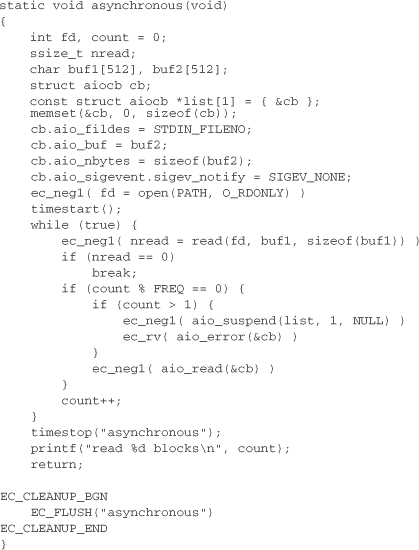 static void asynchronous(void)
{
    int fd, count = 0;
    ssize_t nread;
    char buf1[512], buf2[512];
    struct aiocb cb;
    const struct aiocb *list[1] = { &cb };
    memset(&cb, 0, sizeof(cb));
    cb.aio_fildes = STDIN_FILENO;
    cb.aio_buf = buf2;
    cb.aio_nbytes = sizeof(buf2);
    cb.aio_sigevent.sigev_notify = SIGEV_NONE;
    ec_neg1( fd = open(PATH, O_RDONLY) )
    timestart();
    while (true) {
        ec_neg1( nread = read(fd, buf1, sizeof(buf1)) )
        if (nread == 0)
            break;
        if (count % FREQ == 0) {
            if (count > 1) {
                ec_neg1( aio_suspend(list, 1, NULL) )
                ec_rv( aio_error(&cb) )
            }
            ec_neg1( aio_read(&cb) )
        }
        count++;
    }
    timestop("asynchronous");
    printf("read %d blocks\n", count);
    return;

EC_CLEANUP_BGN
    EC_FLUSH("asynchronous")
EC_CLEANUP_END
}